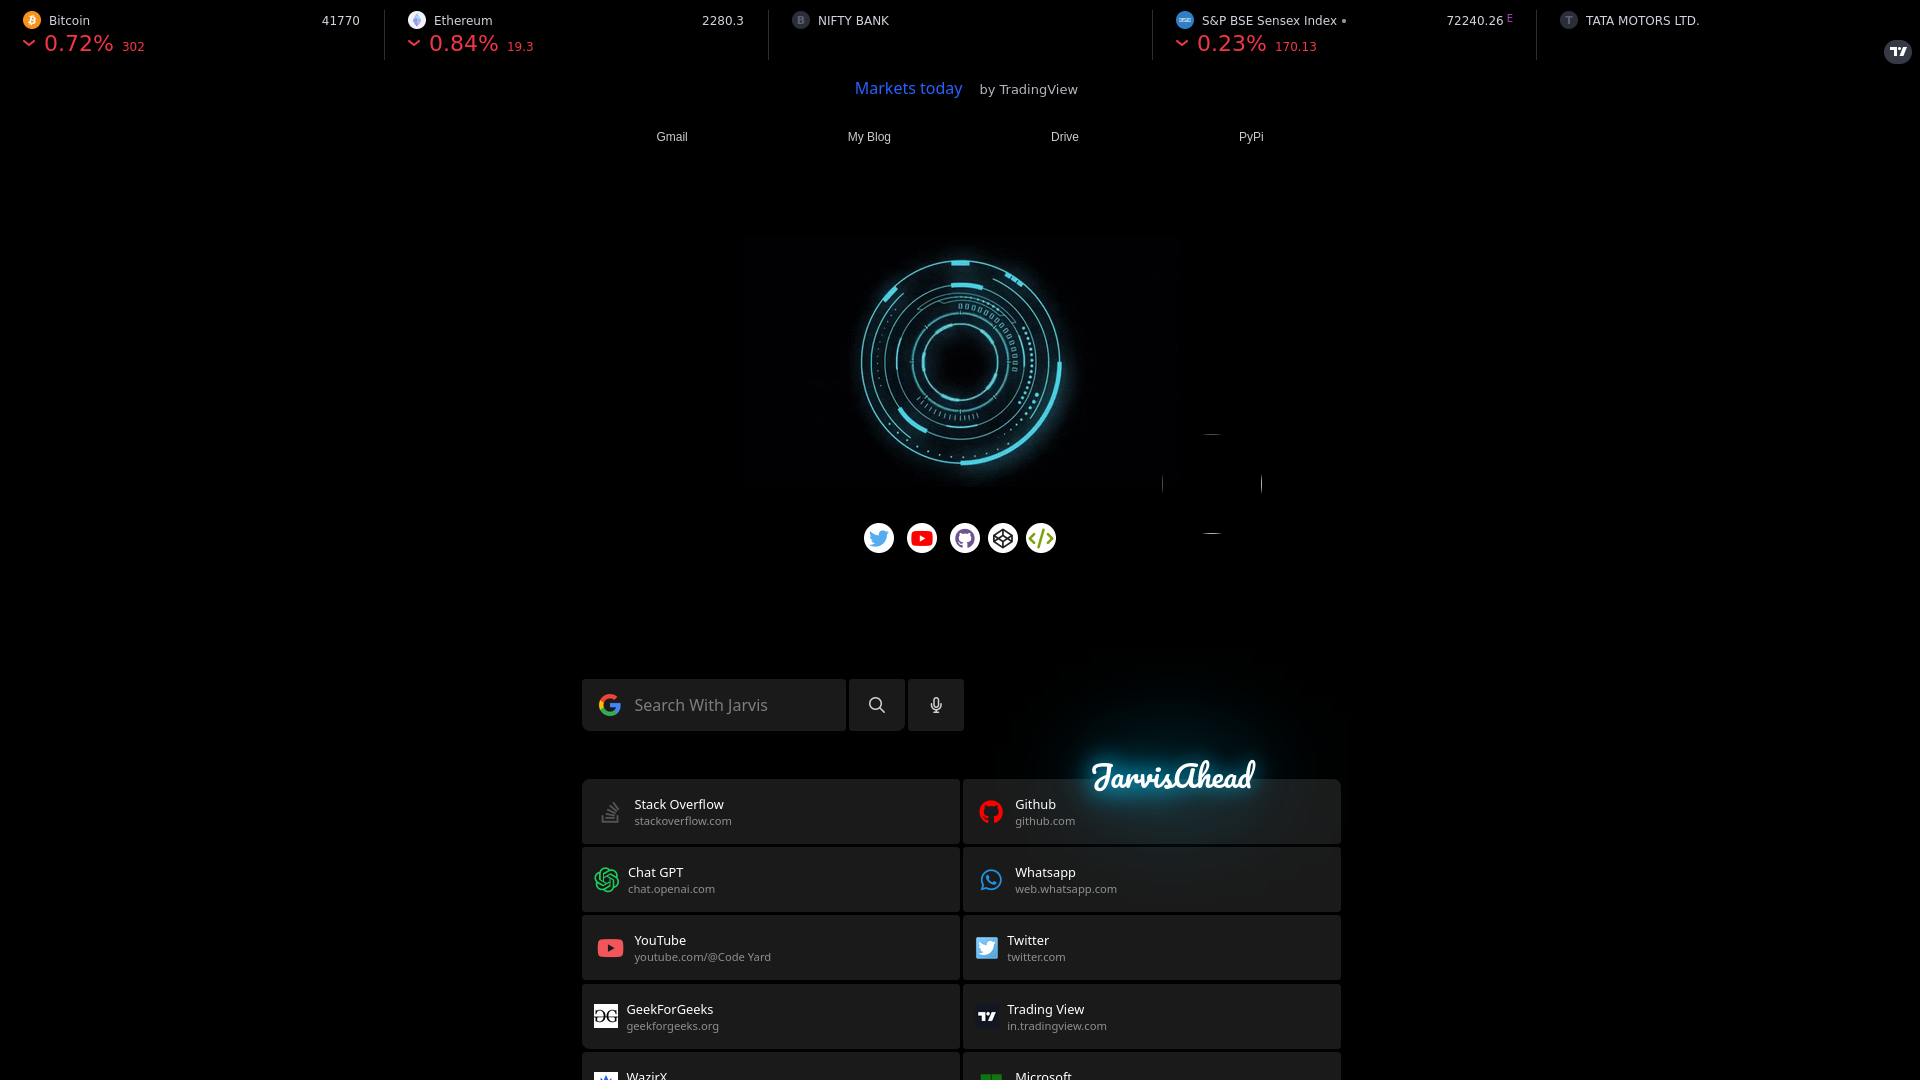 Bitcoin 41770
0.72% 302
Ethereum 2280.3
0.84% 19.3
B NIFTY BANK
S&P BSE Sensex Index 72240.26 E
0.23% 170.13
T TATA MOTORS LTD.
Markets today by TradingView
Gmail My Blog Drive PyPi
Search With Jarvis
JarvisAhead
Stack Overflow
stackoverflow.com
Github
github.com
Chat GPT
chat.openai.com
Whatsapp
web.whatsapp.com
YouTube
youtube.com/@Code Yard
Twitter
twitter.com
GeekForGeeks
geekforgeeks.org
Trading View
in.tradingview.com
WazirX
Microsoft